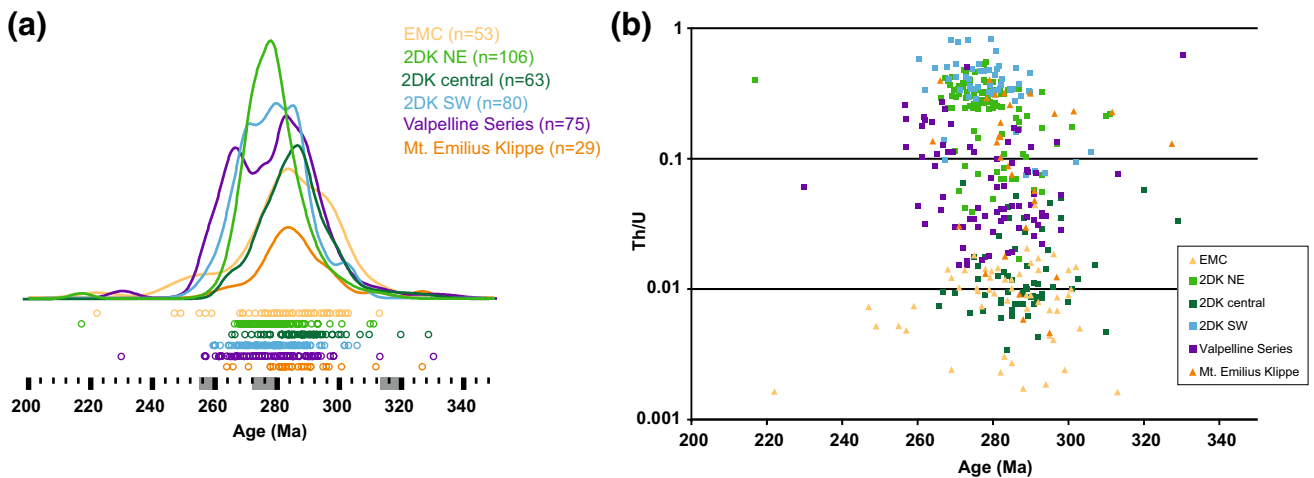 (a)
EMC (n=53)
2DK NE (n=106)
2DK central (n=63)
2DK SW (n=80)
Valpelline Series (n=75)
Mt. Emilius Klippe (n=29)
200 220 240 260 280 300 320 340
Age (Ma)
(b)
1
0.1
0.01
0.001
Th/U
EMC
2DK NE
2DK central
2DK SW
Valpelline Series
Mt. Emilius Klippe
200 220 240 260 280 300 320 340
Age (Ma)